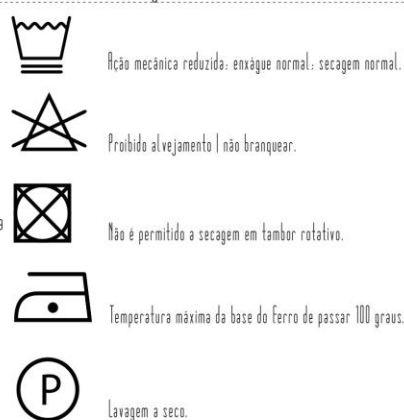 Ação mecânica reduzida: enxágue normal: secagem normal.
Proibido alvejamento | não branquear.
a
Não é permitido a secagem em tambor rotativo.
Temperatura máxima da base do ferro de passar 100 graus.
P
Lavagem a seco.